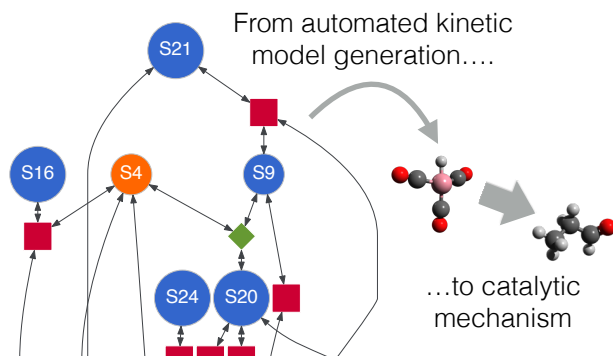 From automated kinetic
model generation....
S21
S16
S4
S9
S24
S20
...to catalytic
mechanism